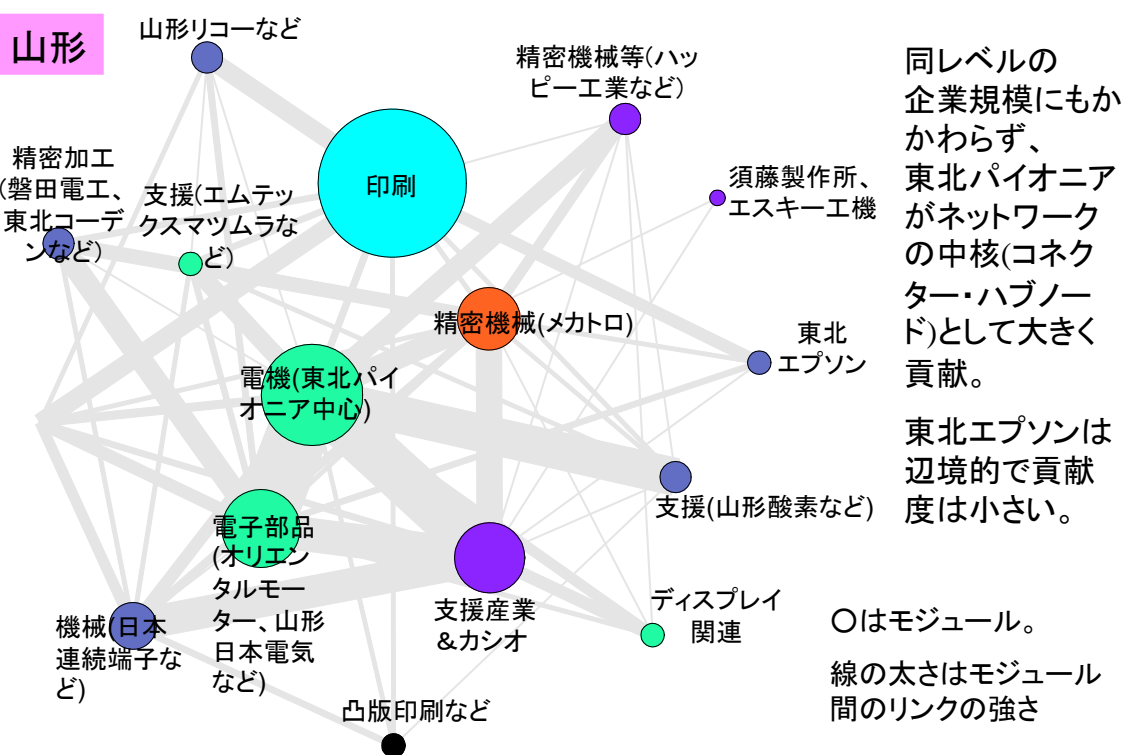 山形
山形リコーなど
精密機械等(ハッ
ピー工業など)
精密加工
(磐田電工、
東北コーデ
ンなど)
支援(エムテッ
クスマツムラな
ど)
印刷
須藤製作所、
エスキー工機
精密機械(メカトロ)
東北
エプソン
電機(東北パイ
オニア中心)
支援(山形酸素など)
電子部品
(オリエン
タルモー
ター、山形
日本電気
など)
機械(日本
連続端子な
ど)
支援産業
&カシオ
ディスプレイ
関連
凸版印刷など
同レベルの
企業規模にもか
かわらず、
東北パイオニア
がネットワーク
の中核(コネク
ター・ハブノー
ド)として大きく
貢献。
東北エプソンは
辺境的で貢献
度は小さい。
○はモジュール。
線の太さはモジュール
間のリンクの強さ